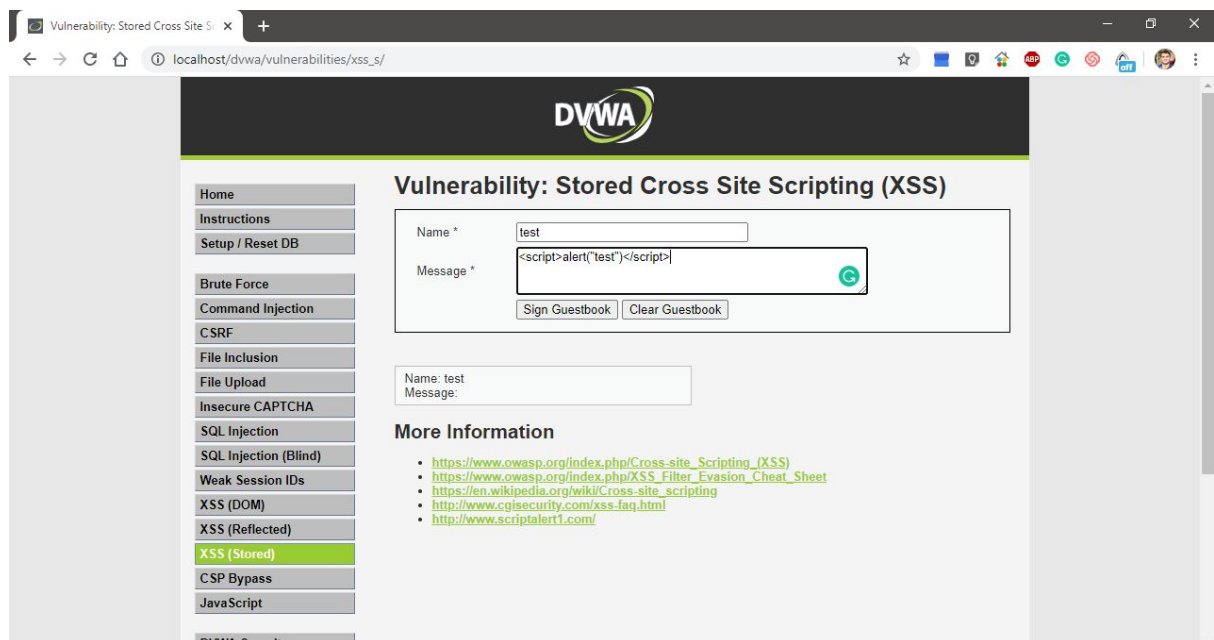 Vulnerability: Stored Cross Site S
localhost/dvwa/vulnerabilities/xss_s/
ABP
G
off
DVWA
Home
Instructions
Setup / Reset DB
Brute Force
Command Injection
CSRF
File Inclusion
File Upload
Insecure CAPTCHA
SQL Injection
SQL Injection (Blind)
Weak Session IDs
XSS (DOM)
XSS (Reflected)
XSS (Stored)
CSP Bypass
JavaScript
Vulnerability: Stored Cross Site Scripting (XSS)
Name * test
Message * <script>alert("test")</script>
G
Sign Guestbook Clear Guestbook
Name: test
Message:
More Information
https://www.owasp.org/index.php/Cross-site_Scripting_(XSS)
https://www.owasp.org/index.php/XSS_Filter_Evasion_Cheat_Sheet
https://en.wikipedia.org/wiki/Cross-site_scripting
http://www.cgisecurity.com/xss-faq.html
http://www.scriptalert1.com/